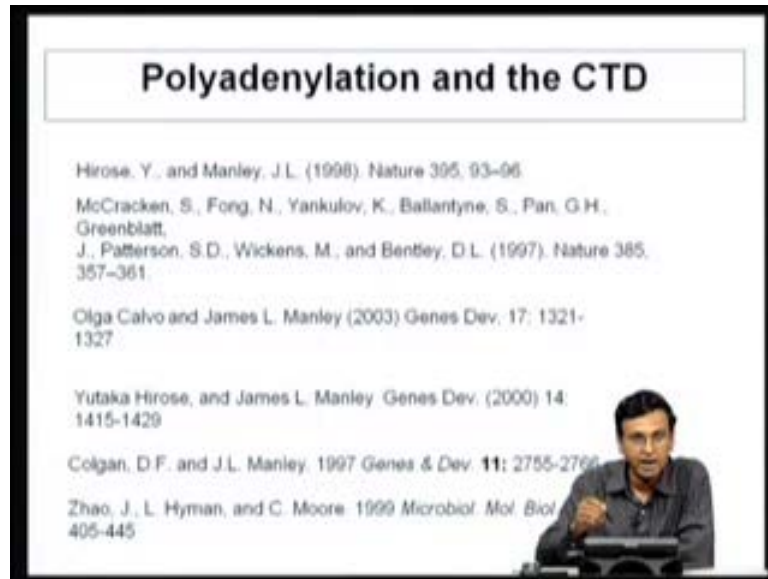 Polyadenylation and the CTD
Hirose, Y., and Manley, J.L. (1998). Nature 395, 93–96.
McCracken, S., Fong, N., Yankulov, K., Ballantyne, S., Pan, G.H.,
Greenblatt,
J., Patterson, S.D., Wickens, M., and Bentley, D.L. (1997). Nature 385,
357–361.
Olga Calvo and James L. Manley (2003) Genes Dev. 17: 1321-
1327
Yutaka Hirose, and James L. Manley Genes Dev. (2000) 14:
1415-1429
Colgan, D.F. and J.L. Manley. 1997 Genes & Dev. 11: 2755-2766
Zhao, J., L. Hyman, and C. Moore. 1999 Microbiol. Mol. Biol
405-445